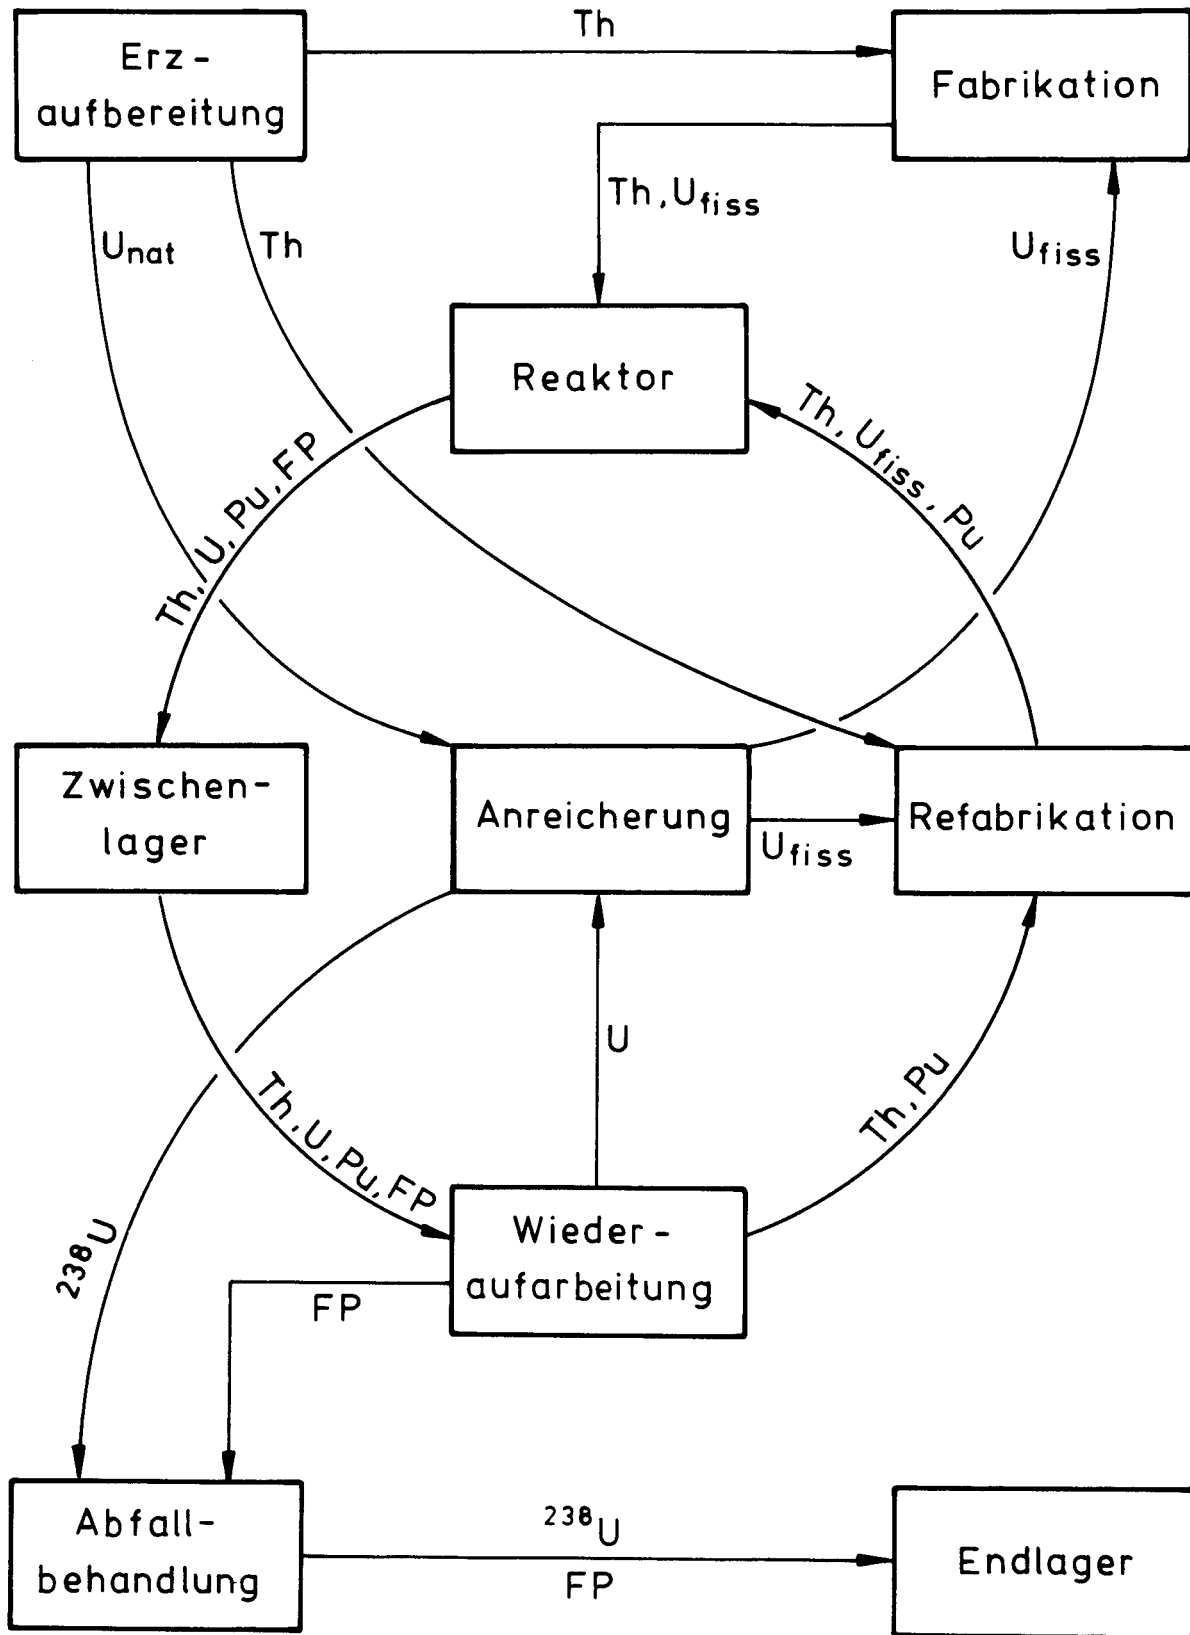 Erz-
aufbereitung
Th
Fabrikation
Th, Ufiss
Unat
Th
Ufiss
Reaktor
Th, U, Pu, FP
Th, Ufiss, Pu
Zwischen-
lager
Anreicherung
Ufiss
Refabrikation
U
Th, U, Pu, FP
Th, Pu
238U
Wieder-
aufarbeitung
FP
Abfall-
behandlung
238U
FP
Endlager